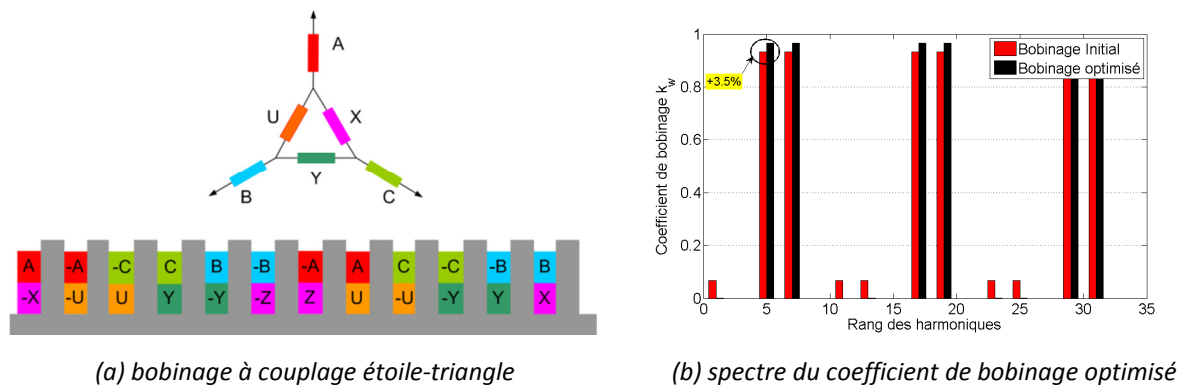 A
U
X
B
Y
C
A -A -C C B -B -A A C -C -B B
-X -U U Y -Y -Z Z U -U -Y Y X
(a) bobinage à couplage étoile-triangle
Coefficient de bobinage k_w
1
0.8
0.6
0.4
0.2
0
+3.5%
Bobinage Initial
Bobinage optimisé
0 5 10 15 20 25 30 35
Rang des harmoniques
(b) spectre du coefficient de bobinage optimisé